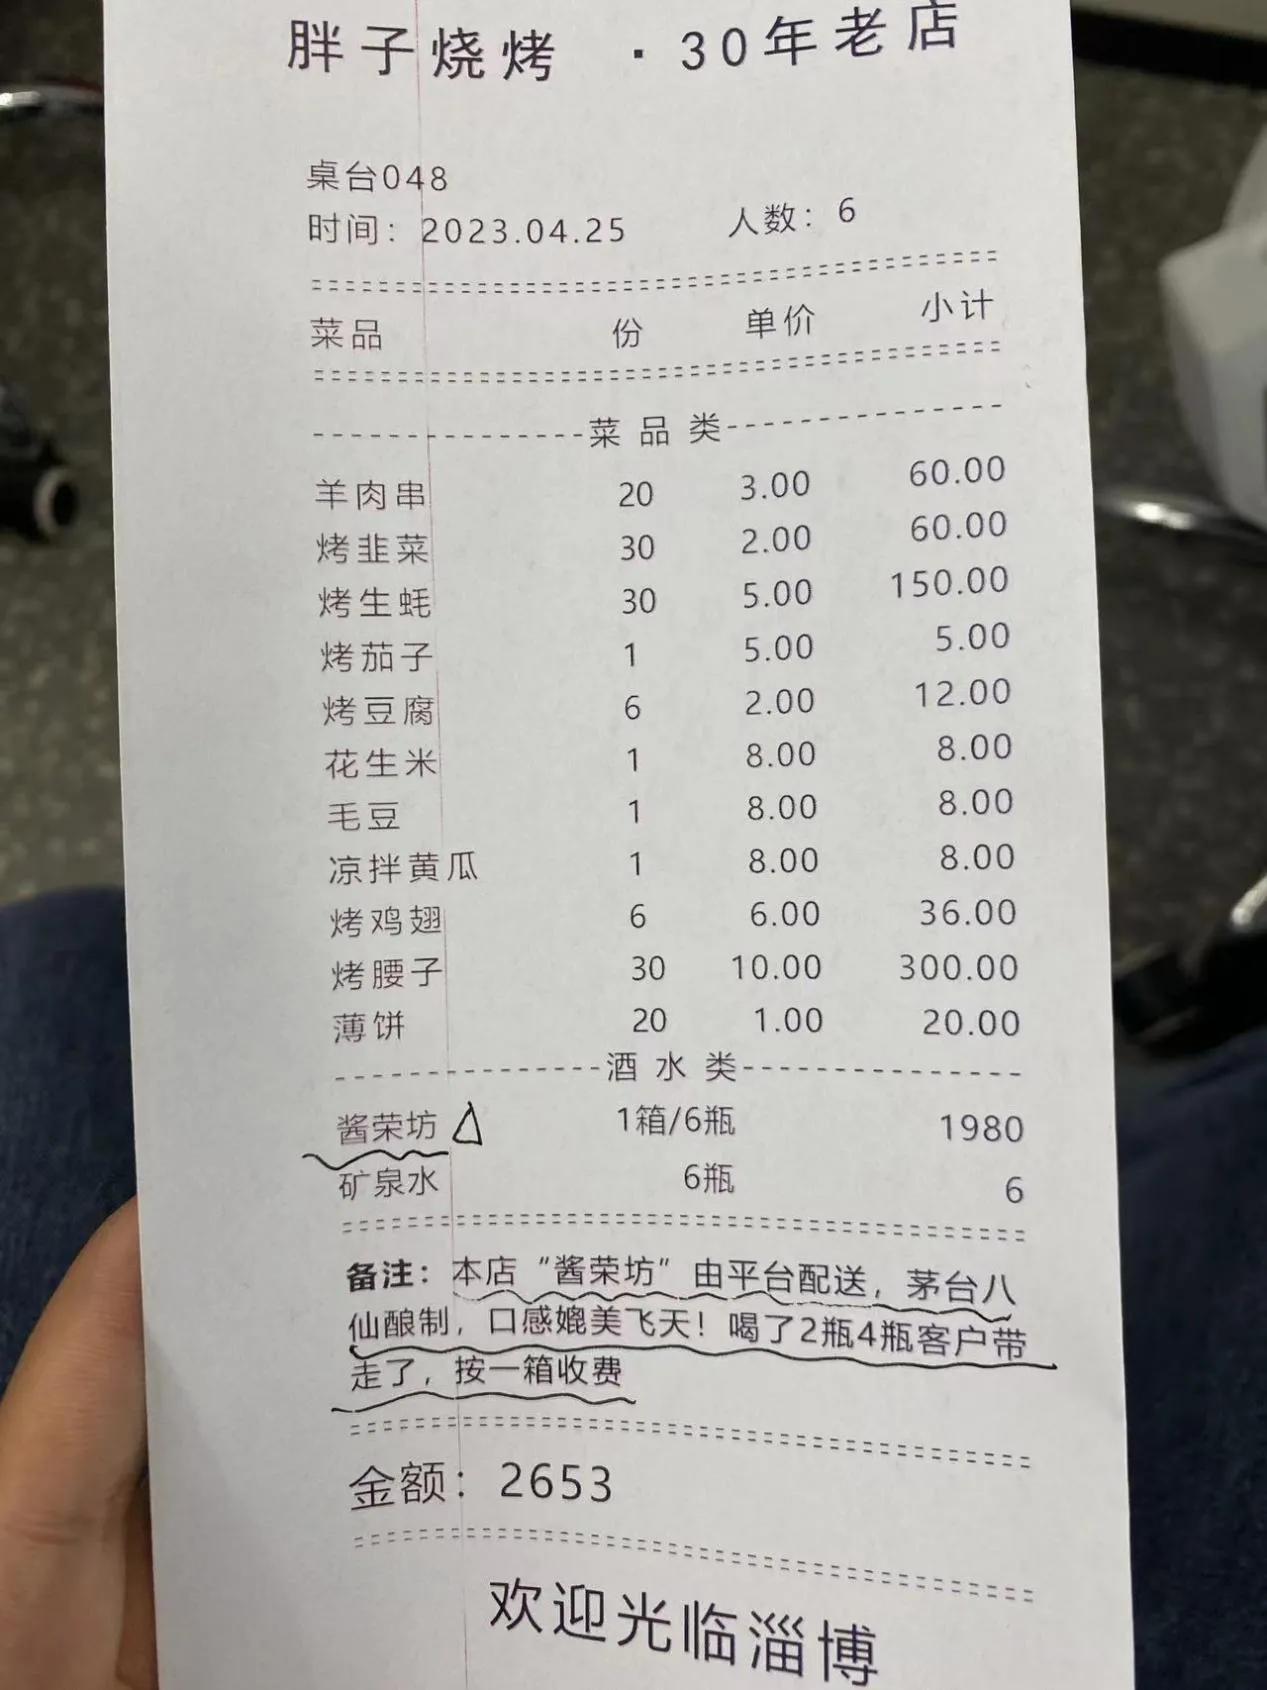 胖子烧烤 ·30年老店
桌台048
时间：2023.04.25 人数：6
菜品 份 单价 小计
菜品类
羊肉串 20 3.00 60.00
烤韭菜 30 2.00 60.00
烤生蚝 30 5.00 150.00
烤茄子 1 5.00 5.00
烤豆腐 6 2.00 12.00
花生米 1 8.00 8.00
毛豆 1 8.00 8.00
凉拌黄瓜 1 8.00 8.00
烤鸡翅 6 6.00 36.00
烤腰子 30 10.00 300.00
薄饼 20 1.00 20.00
酒水类
酱荣坊 1箱/6瓶 1980
矿泉水 6瓶 6
备注：本店“酱荣坊”由平台配送，茅台八
仙酿制，口感媲美飞天！喝了2瓶4瓶客户带
走了，按一箱收费
金额：2653
欢迎光临淄博